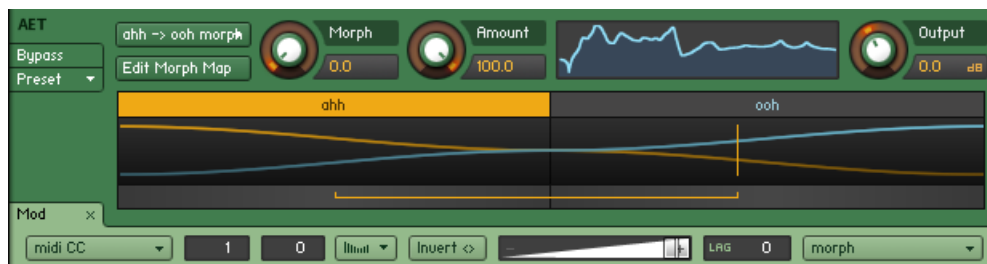 AET
Bypass
Preset
ahh -> ooh morph
Edit Morph Map
Morph
0.0
Amount
100.0
Output
0.0 dB
ahh
ooh
Mod ×
midi CC
1
0
Invert <>
- +
LAG 0
morph